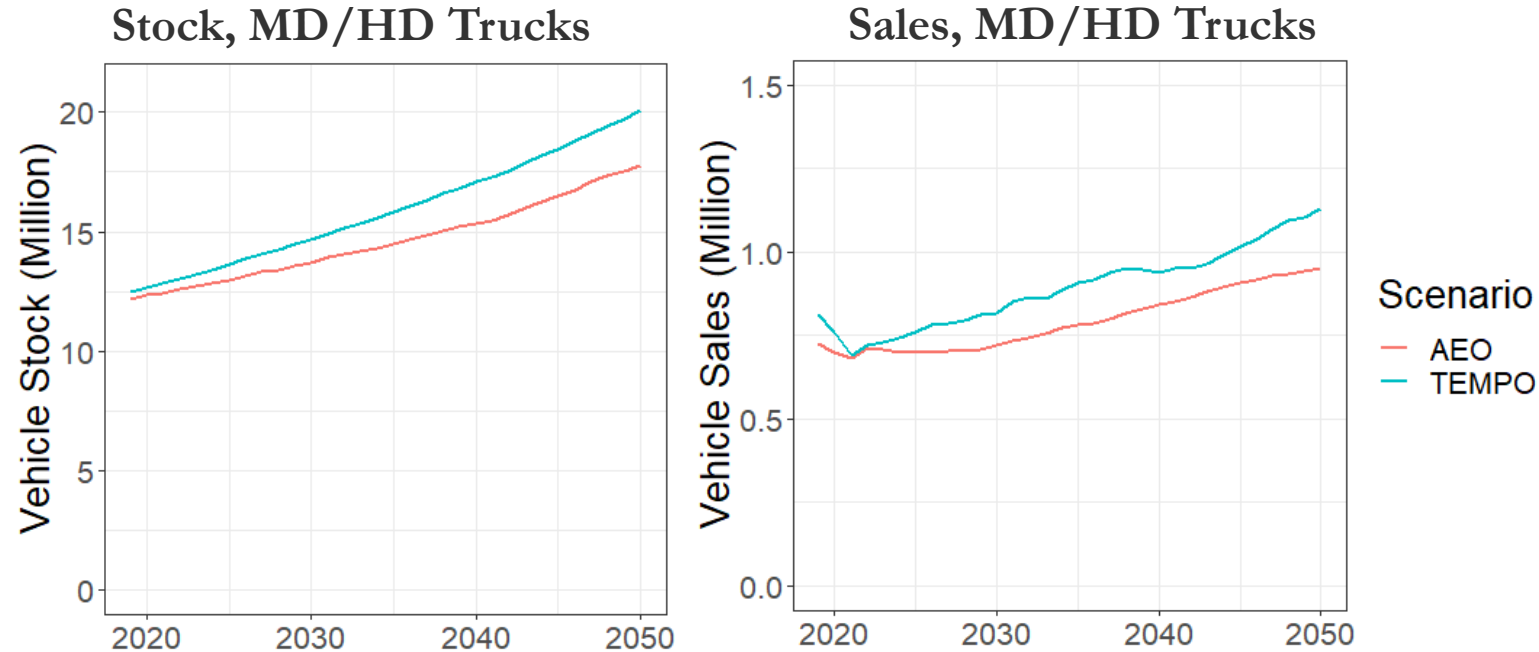 Stock, MD/HD Trucks
Vehicle Stock (Million)
20
15
10
5
0
2020
2030
2040
2050
Sales, MD/HD Trucks
Vehicle Sales (Million)
1.5
1.0
0.5
0.0
2020
2030
2040
2050
Scenario
AEO
TEMPO